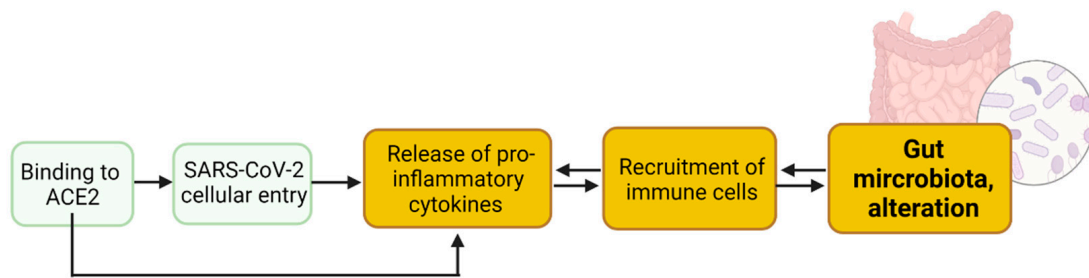 Binding to
ACE2
SARS-CoV-2
cellular entry
Release of pro-
inflammatory
cytokines
Recruitment of
immune cells
Gut
mircrobiota,
alteration